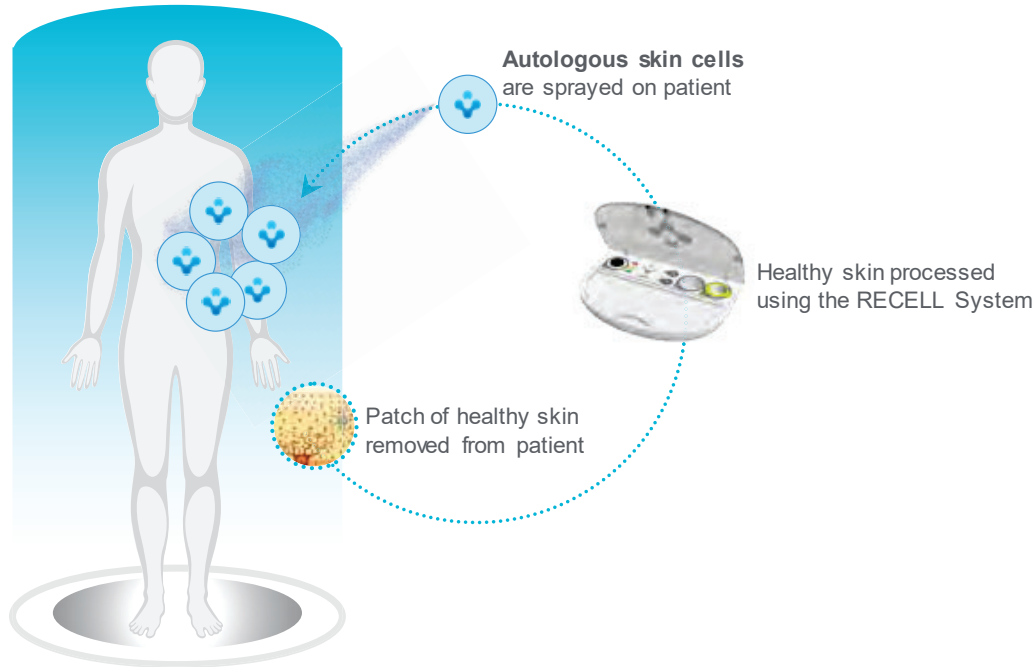 Autologous skin cells
are sprayed on patient
Healthy skin processed
using the RECELL System
Patch of healthy skin
removed from patient